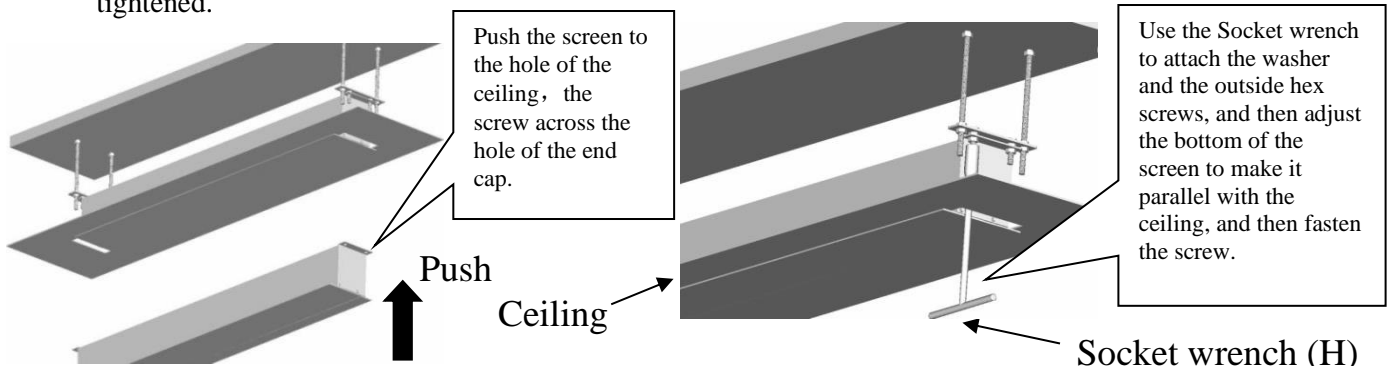 tightened.
Push the screen to
the hole of the
ceiling，the
screw across the
hole of the end
cap.
Push
Ceiling
Use the Socket wrench
to attach the washer
and the outside hex
screws, and then adjust
the bottom of the
screen to make it
parallel with the
ceiling, and then fasten
the screw.
Socket wrench (H)